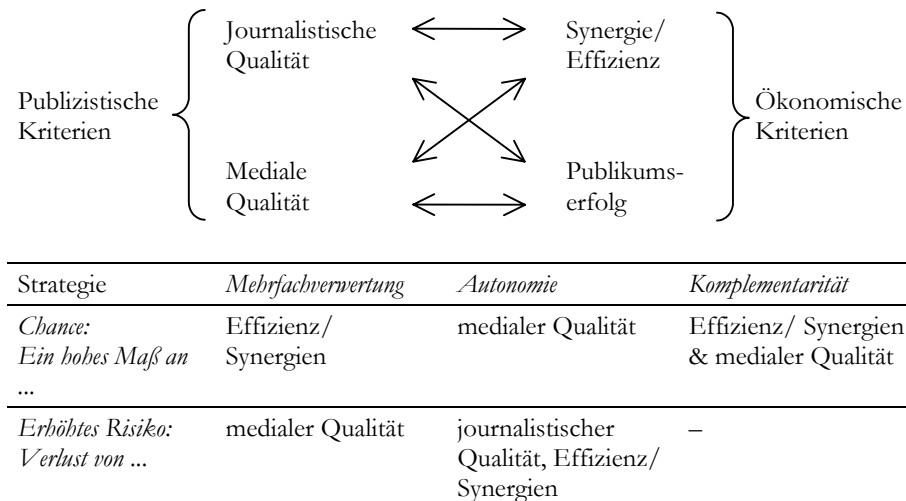 Journalistische Synergie/
Qualität Effizienz
Publizistische Ökonomische
Kriterien Kriterien
Mediale Publikums-
Qualität erfolg
Strategie Mehrfachverwertung Autonomie Komplementarität
Chance: Effizienz/ medialer Qualität Effizienz/ Synergien
Ein hohes Maß an Synergien & medialer Qualität
...
Erhöhtes Risiko: medialer Qualität journalistischer –
Verlust von ... Qualität, Effizienz/
Synergien